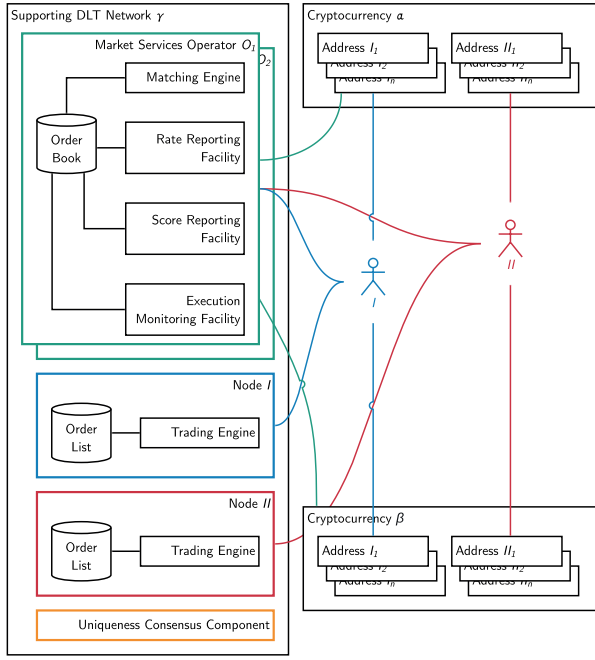 Supporting DLT Network γ
Market Services Operator O₁
O₂
Matching Engine
Order
Book
Rate Reporting
Facility
Score Reporting
Facility
Execution
Monitoring Facility
Node I
Order
List
Trading Engine
Node II
Order
List
Trading Engine
Uniqueness Consensus Component
Cryptocurrency α
Address I₁
Address I₂
Address Iₙ
Address II₁
Address II₂
Address IIₙ
I
II
Cryptocurrency β
Address I₁
Address I₂
Address Iₙ
Address II₁
Address II₂
Address IIₙ